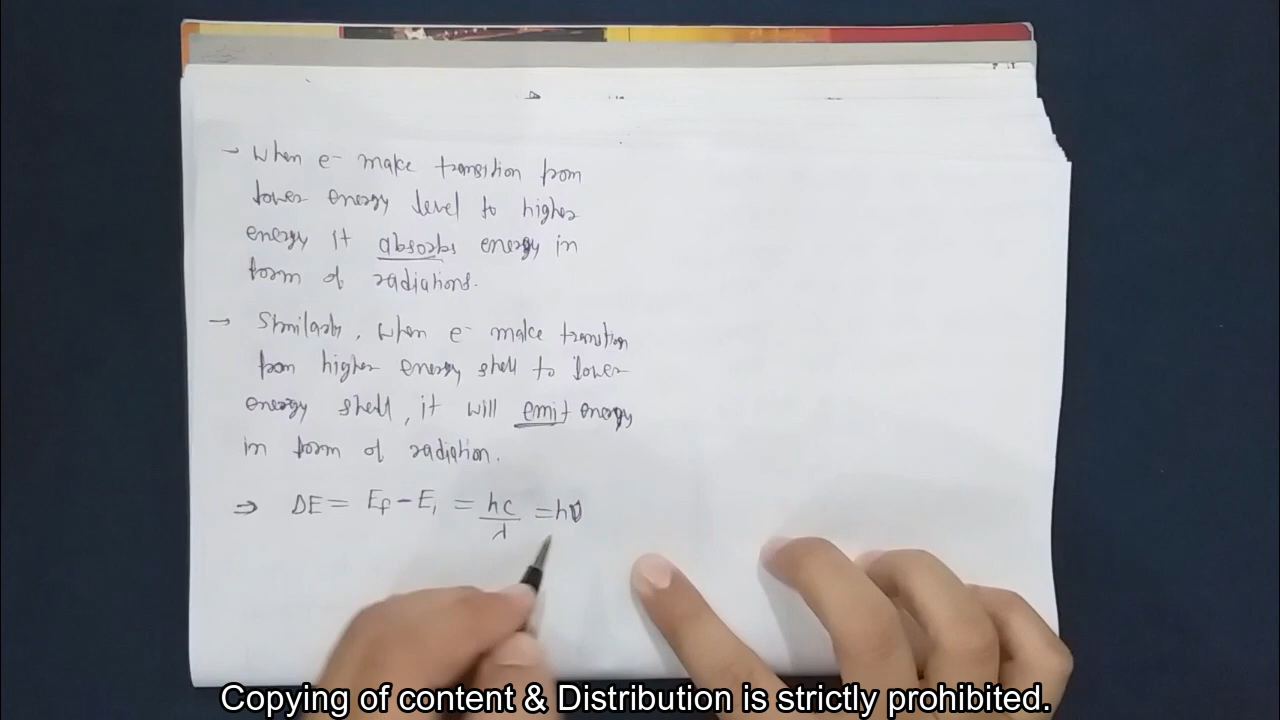 → When e- make transition from
lower energy level to higher
energy it absorbs energy in
form of radiations.
→ Similarly, when e- make transition
from higher energy shell to lower
energy shell, it will emit energy
in form of radiation.
⇒ ΔE = Ef - Ei = hc/λ = hν
Copying of content & Distribution is strictly prohibited.